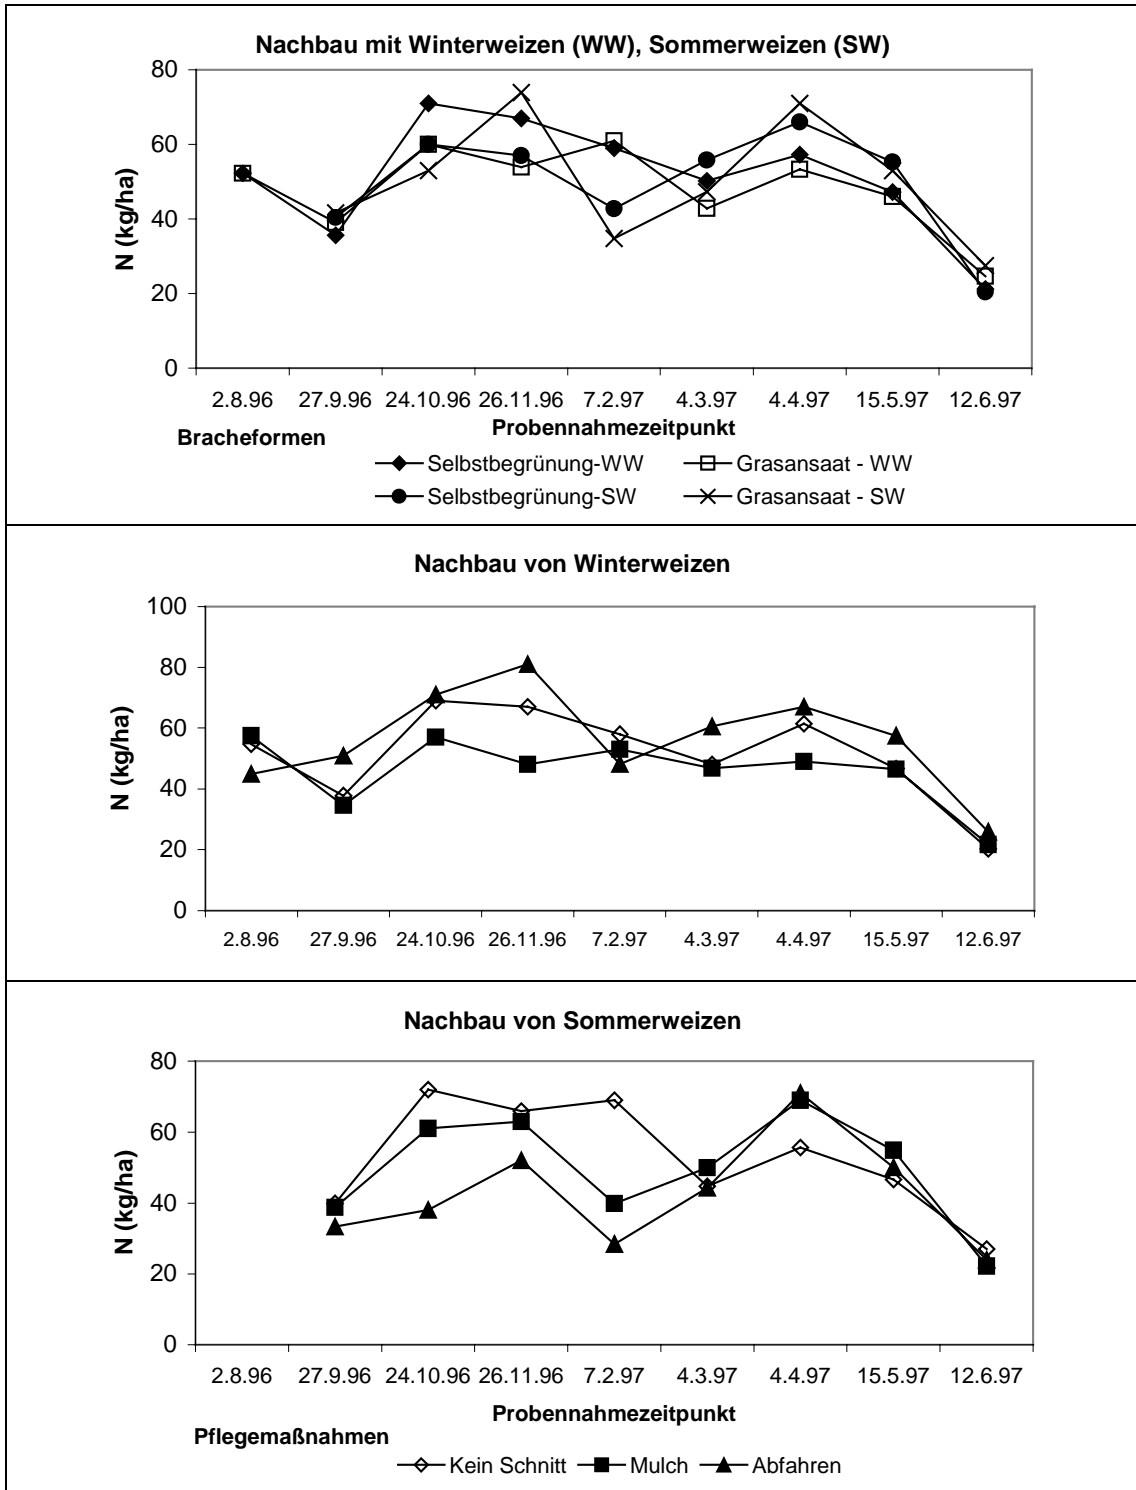 Nachbau mit Winterweizen (WW), Sommerweizen (SW)
80
60
40
20
0
N (kg/ha)
2.8.96 27.9.96 24.10.96 26.11.96 7.2.97 4.3.97 4.4.97 15.5.97 12.6.97
Probennahmezeitpunkt
Bracheformen
Selbstbegrünung-WW Grasansaat - WW
Selbstbegrünung-SW Grasansaat - SW
Nachbau von Winterweizen
100
80
60
40
20
0
N (kg/ha)
2.8.96 27.9.96 24.10.96 26.11.96 7.2.97 4.3.97 4.4.97 15.5.97 12.6.97
Nachbau von Sommerweizen
80
60
40
20
0
N (kg/ha)
2.8.96 27.9.96 24.10.96 26.11.96 7.2.97 4.3.97 4.4.97 15.5.97 12.6.97
Probennahmezeitpunkt
Pflegemaßnahmen
Kein Schnitt Mulch Abfahren